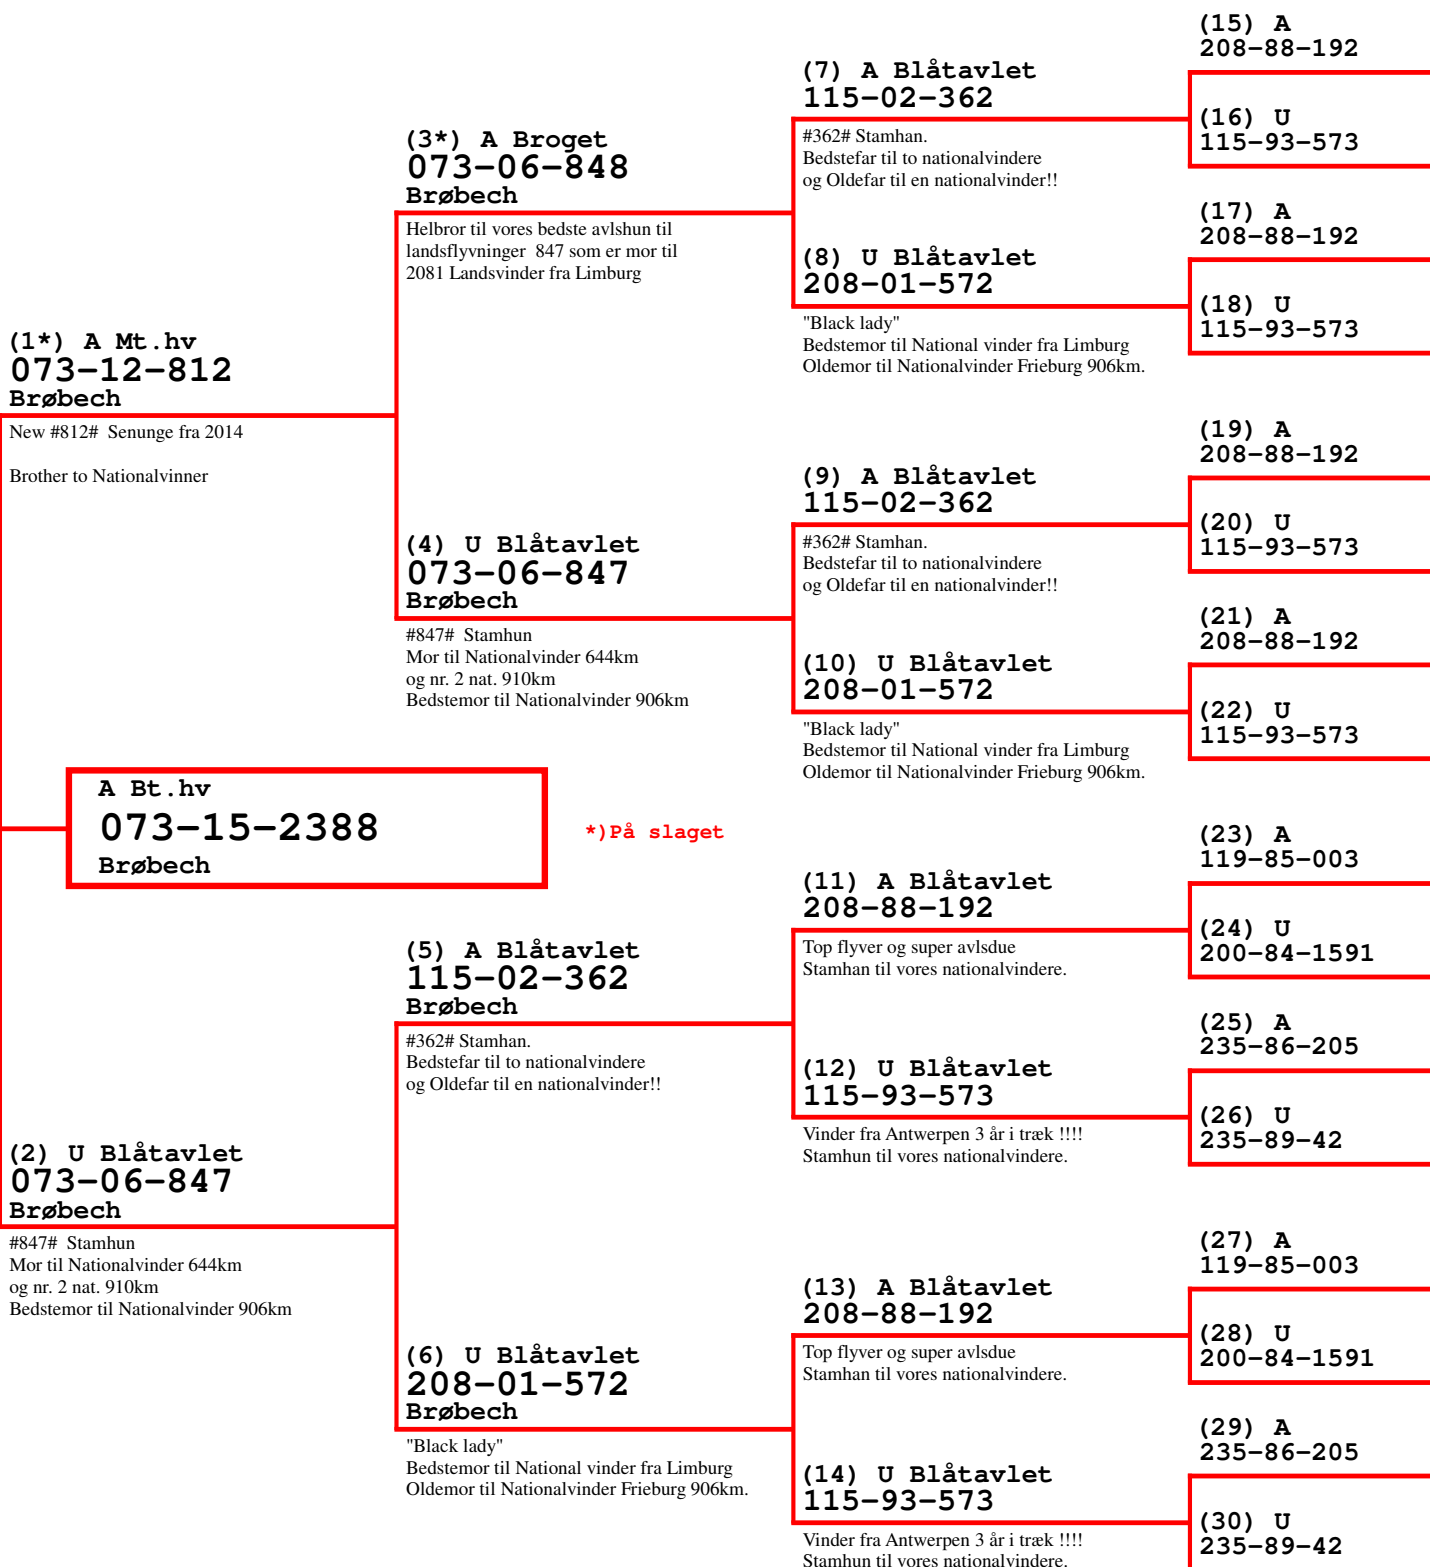 (1*) A Mt.hv
073-12-812
Brøbech
New #812# Senunge fra 2014
Brother to Nationalvinner
A Bt.hv
073-15-2388
Brøbech
*)På slaget
(2) U Blåtavlet
073-06-847
Brøbech
#847# Stamhun
Mor til Nationalvinder 644km
og nr. 2 nat. 910km
Bedstemor til Nationalvinder 906km
(3*) A Broget
073-06-848
Brøbech
Helbror til vores bedste avlshun til
landsflyvninger 847 som er mor til
2081 Landsvinder fra Limburg
(4) U Blåtavlet
073-06-847
Brøbech
#847# Stamhun
Mor til Nationalvinder 644km
og nr. 2 nat. 910km
Bedstemor til Nationalvinder 906km
(5) A Blåtavlet
115-02-362
Brøbech
#362# Stamhan.
Bedstefar til to nationalvindere
og Oldefar til en nationalvinder!!
(6) U Blåtavlet
208-01-572
Brøbech
"Black lady"
Bedstemor til National vinder fra Limburg
Oldemor til Nationalvinder Frieburg 906km.
(7) A Blåtavlet
115-02-362
#362# Stamhan.
Bedstefar til to nationalvindere
og Oldefar til en nationalvinder!!
(8) U Blåtavlet
208-01-572
"Black lady"
Bedstemor til National vinder fra Limburg
Oldemor til Nationalvinder Frieburg 906km.
(9) A Blåtavlet
115-02-362
#362# Stamhan.
Bedstefar til to nationalvindere
og Oldefar til en nationalvinder!!
(10) U Blåtavlet
208-01-572
"Black lady"
Bedstemor til National vinder fra Limburg
Oldemor til Nationalvinder Frieburg 906km.
(11) A Blåtavlet
208-88-192
Top flyver og super avlsdue
Stamhan til vores nationalvindere.
(12) U Blåtavlet
115-93-573
Vinder fra Antwerpen 3 år i træk !!!!
Stamhun til vores nationalvindere.
(13) A Blåtavlet
208-88-192
Top flyver og super avlsdue
Stamhan til vores nationalvindere.
(14) U Blåtavlet
115-93-573
Vinder fra Antwerpen 3 år i træk !!!!
Stamhun til vores nationalvindere.
(15) A
208-88-192
(16) U
115-93-573
(17) A
208-88-192
(18) U
115-93-573
(19) A
208-88-192
(20) U
115-93-573
(21) A
208-88-192
(22) U
115-93-573
(23) A
119-85-003
(24) U
200-84-1591
(25) A
235-86-205
(26) U
235-89-42
(27) A
119-85-003
(28) U
200-84-1591
(29) A
235-86-205
(30) U
235-89-42